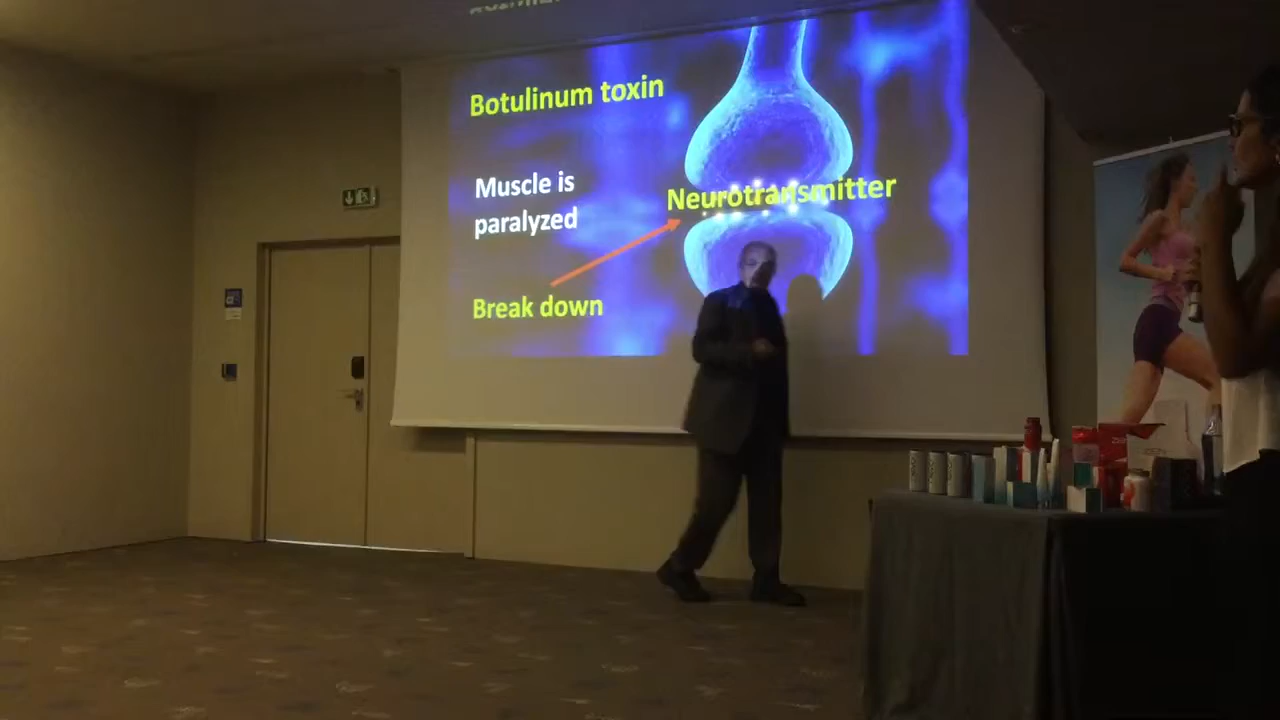 Botulinum toxin
Muscle is
paralyzed
Neurotransmitter
Break down